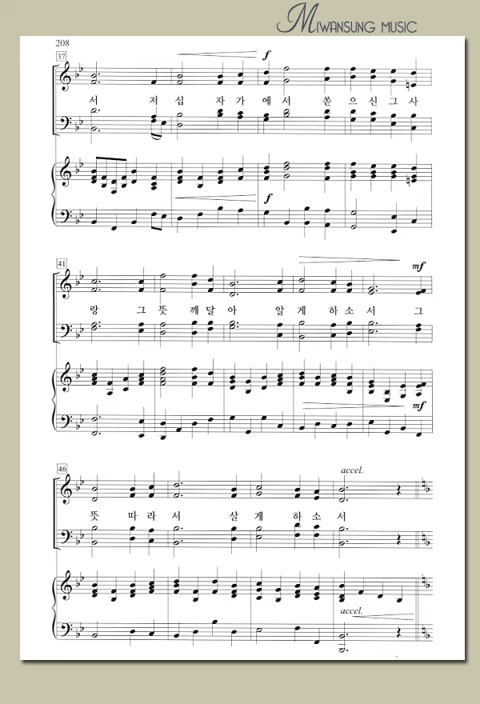 MIWANSUNG MUSIC
208
37
f
서 저 십 자 가 에 서 쏟 으 신 그 사
f
41
mf
랑 그 뜻 깨 달 아 알 게 하 소 서 그
mf
46
accel.
뜻 따 라 서 살 게 하 소 서
accel.